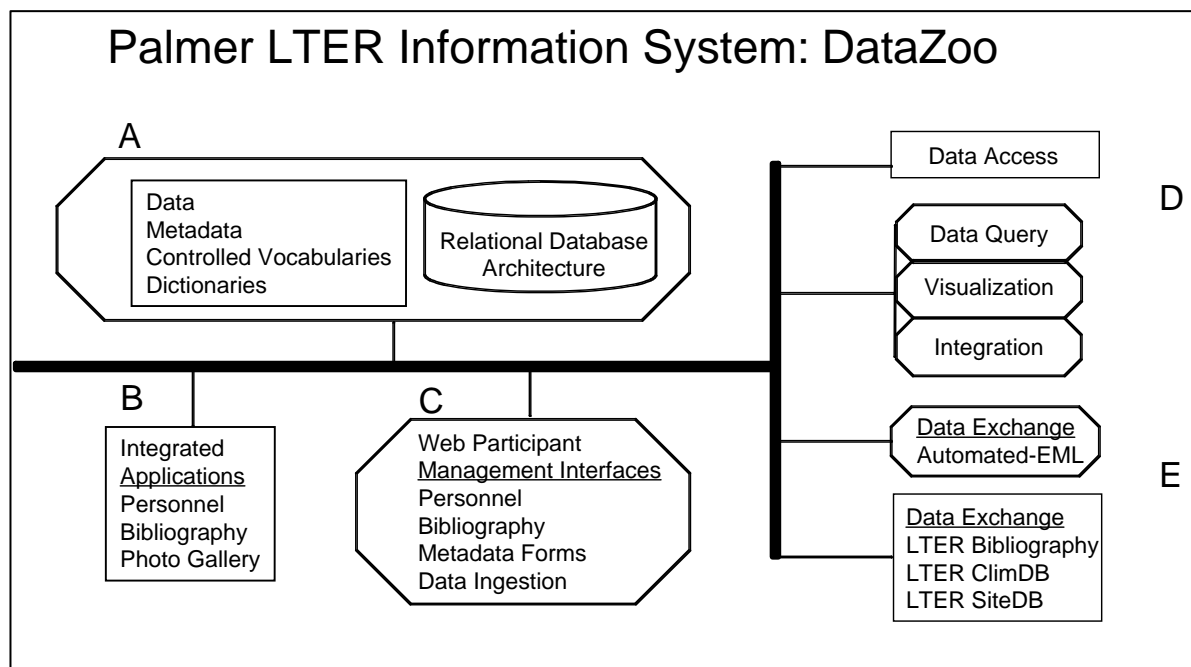 Palmer LTER Information System: DataZoo
A
Data
Metadata
Controlled Vocabularies
Dictionaries
Relational Database
Architecture
B
Integrated
Applications
Personnel
Bibliography
Photo Gallery
C
Web Participant
Management Interfaces
Personnel
Bibliography
Metadata Forms
Data Ingestion
Data Access
D
Data Query
Visualization
Integration
Data Exchange
Automated-EML
E
Data Exchange
LTER Bibliography
LTER ClimDB
LTER SiteDB